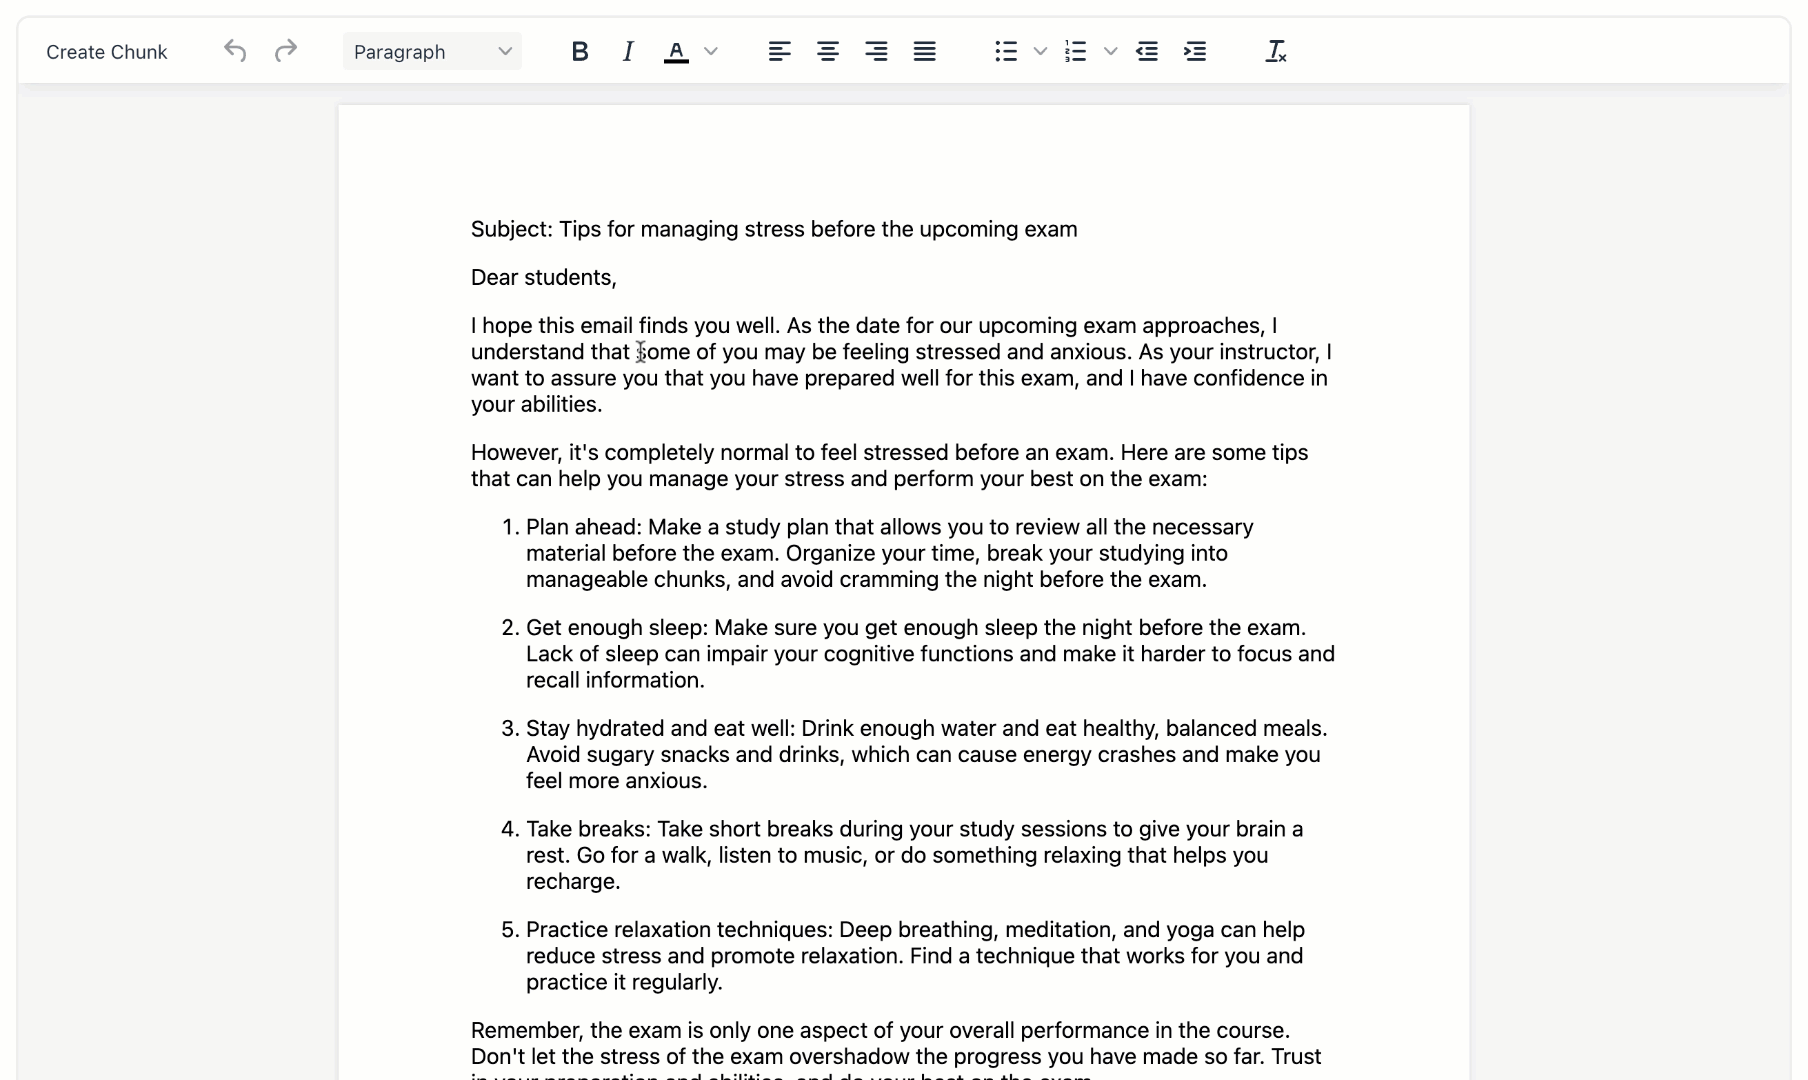 Create Chunk
Paragraph
B I A
Subject: Tips for managing stress before the upcoming exam
Dear students,
I hope this email finds you well. As the date for our upcoming exam approaches, I
understand that some of you may be feeling stressed and anxious. As your instructor, I
want to assure you that you have prepared well for this exam, and I have confidence in
your abilities.
However, it's completely normal to feel stressed before an exam. Here are some tips
that can help you manage your stress and perform your best on the exam:
1. Plan ahead: Make a study plan that allows you to review all the necessary
material before the exam. Organize your time, break your studying into
manageable chunks, and avoid cramming the night before the exam.
2. Get enough sleep: Make sure you get enough sleep the night before the exam.
Lack of sleep can impair your cognitive functions and make it harder to focus and
recall information.
3. Stay hydrated and eat well: Drink enough water and eat healthy, balanced meals.
Avoid sugary snacks and drinks, which can cause energy crashes and make you
feel more anxious.
4. Take breaks: Take short breaks during your study sessions to give your brain a
rest. Go for a walk, listen to music, or do something relaxing that helps you
recharge.
5. Practice relaxation techniques: Deep breathing, meditation, and yoga can help
reduce stress and promote relaxation. Find a technique that works for you and
practice it regularly.
Remember, the exam is only one aspect of your overall performance in the course.
Don't let the stress of the exam overshadow the progress you have made so far. Trust
in your preparation and abilities, and do your best on the exam.